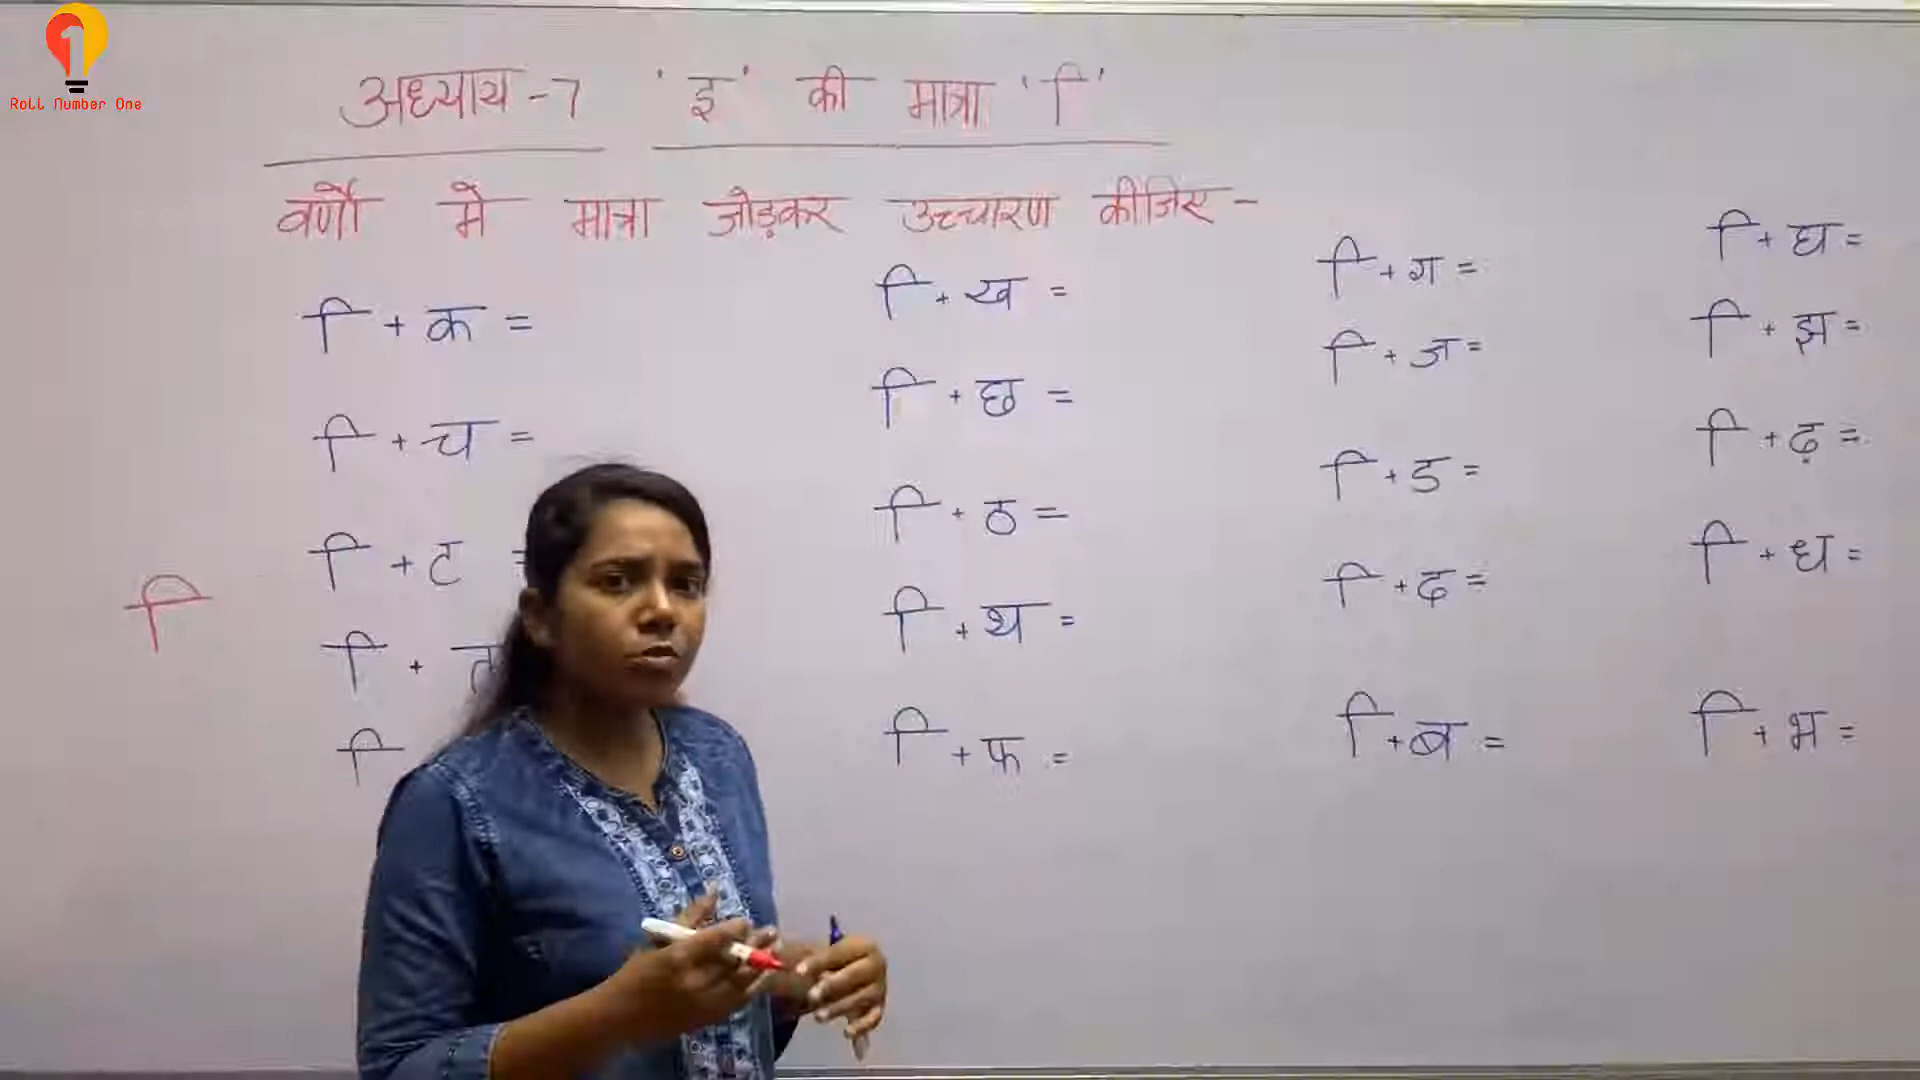 Roll Number One
अध्याय - 7 'इ' की मात्रा 'ि'
वर्णों मे मात्रा जोड़कर उच्चारण कीजिए -
ि + क =
ि + ख =
ि + ग =
ि + घ =
ि + च =
ि + छ =
ि + ज =
ि + झ =
ि + ट =
ि + ठ =
ि + ड =
ि + ढ़ =
ि + त
ि + थ =
ि + द =
ि + ध =
ि
ि + फ =
ि + ब =
ि + भ =
ि